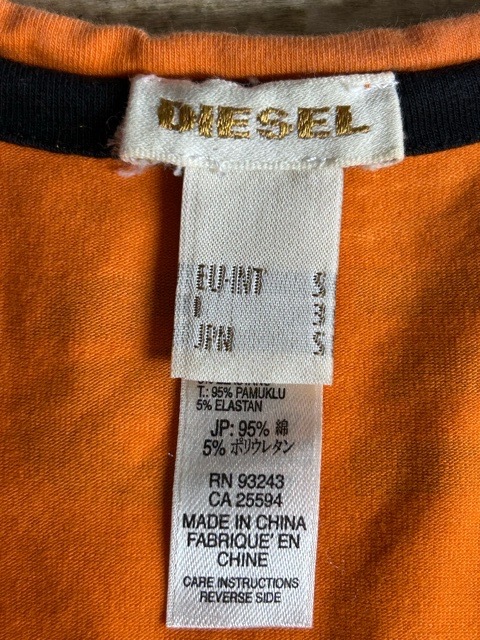 DIESEL
EU-INT S
I
JPN S
T.: 95% PAMUKLU
5% ELASTAN
JP: 95% 綿
5% ポリウレタン
RN 93243
CA 25594
MADE IN CHINA
FABRIQUE' EN
CHINE
CARE INSTRUCTIONS
REVERSE SIDE